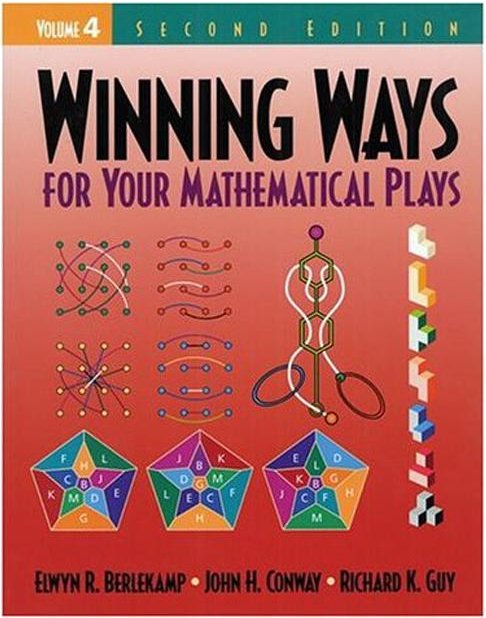 VOLUME 4 SECOND EDITION
WINNING WAYS
FOR YOUR MATHEMATICAL PLAYS
F H L
C B J
K M D E
G
J B K
D G M
L E C F
H
E L D
K B G H
J C F
M
ELWYN R. BERLEKAMP • JOHN H. CONWAY • RICHARD K. GUY